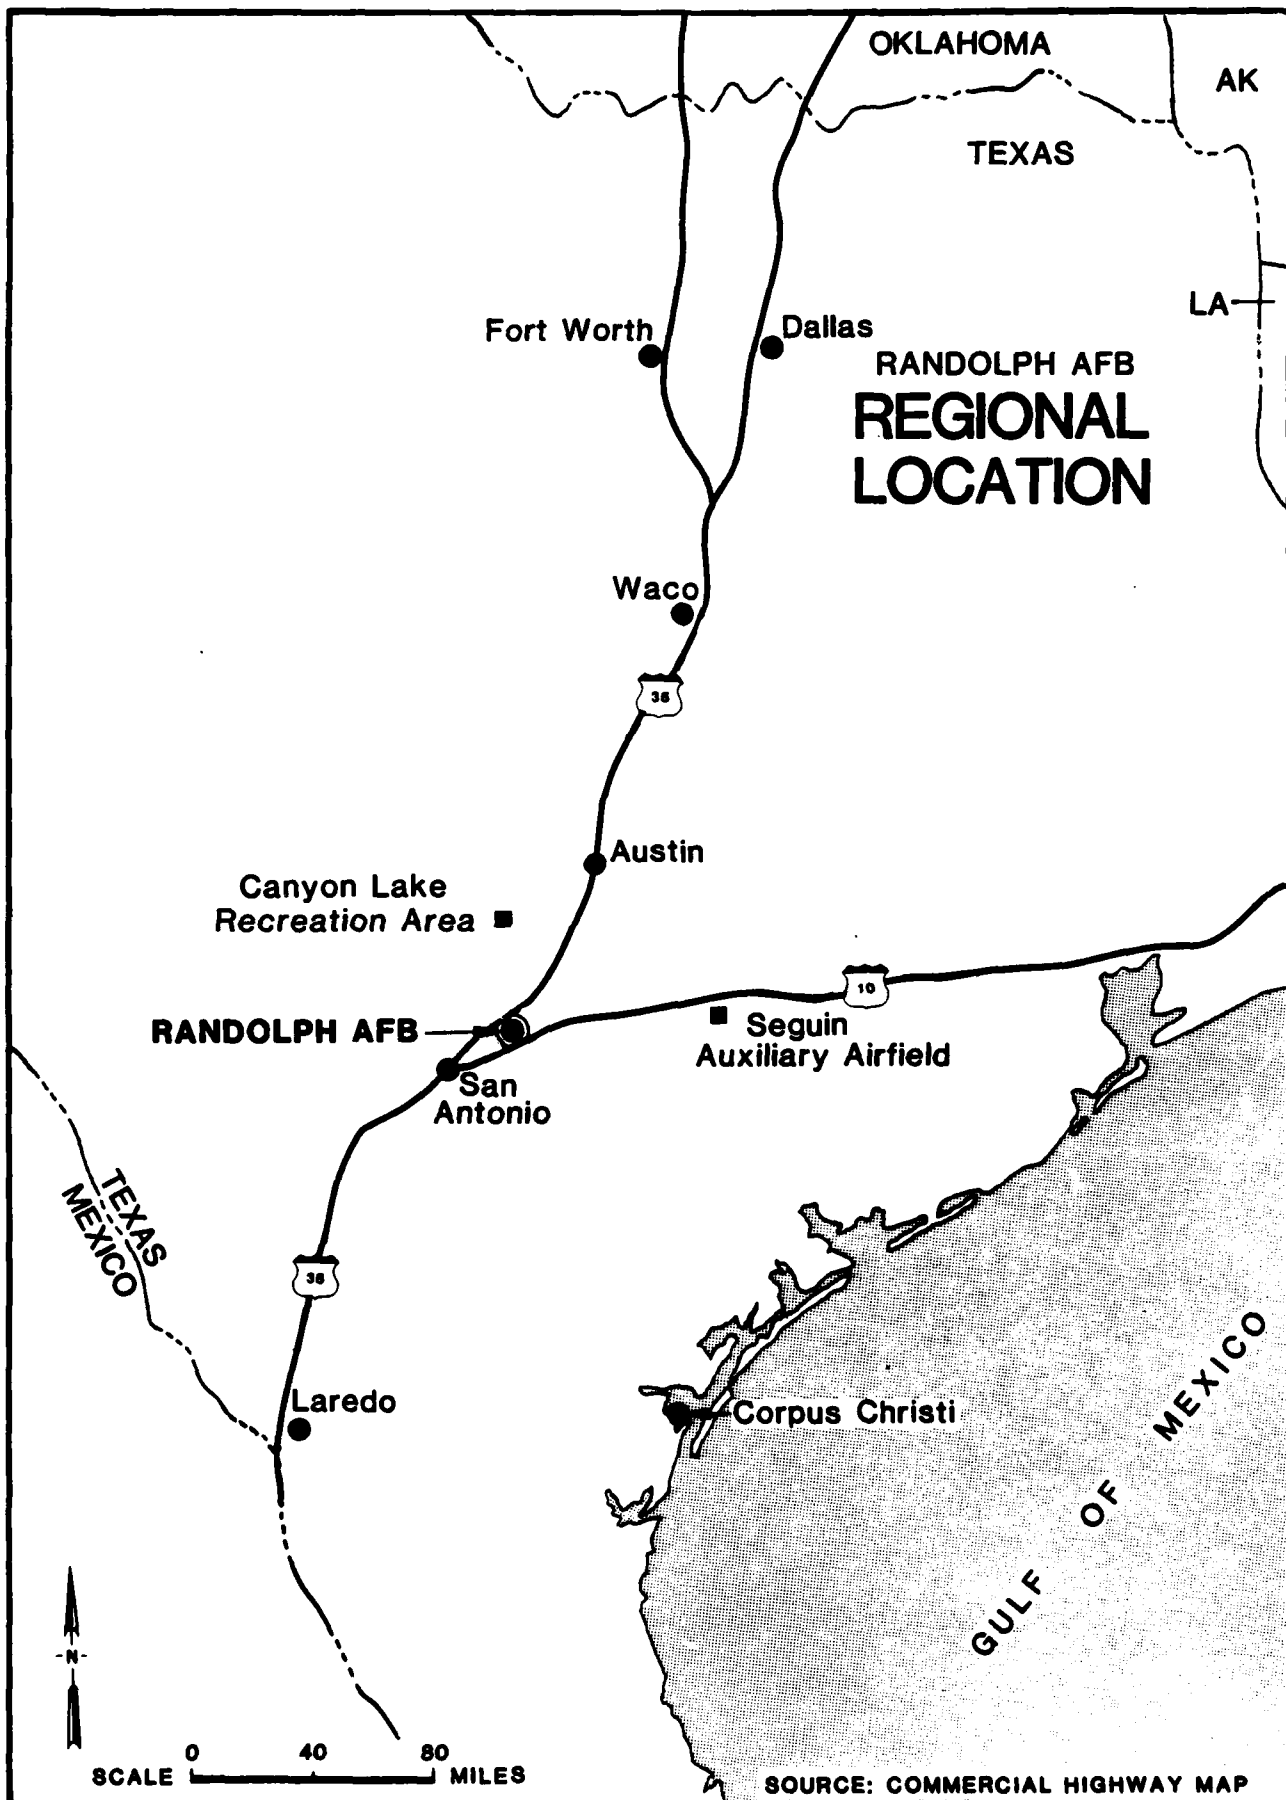 OKLAHOMA
AK
TEXAS
LA
Fort Worth
Dallas
RANDOLPH AFB
REGIONAL
LOCATION
Waco
35
Austin
Canyon Lake
Recreation Area
10
RANDOLPH AFB
Seguin
Auxiliary Airfield
San
Antonio
TEXAS
MEXICO
35
Laredo
Corpus Christi
GULF OF MEXICO
-N-
0 40 80
SCALE MILES
SOURCE: COMMERCIAL HIGHWAY MAP